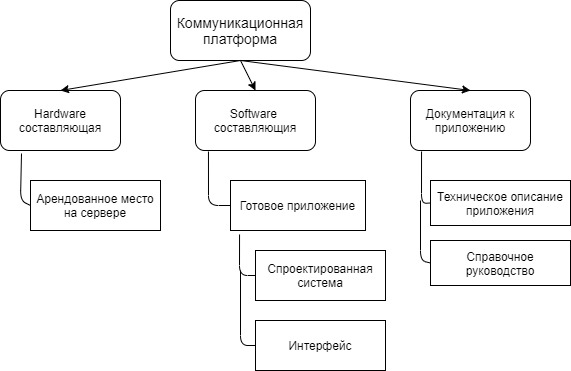 Коммуникационная
платформа
Hardware
составляющая
Software
составляющия
Документация к
приложению
Арендованное место
на сервере
Готовое приложение
Техническое описание
приложения
Спроектированная
система
Справочное
руководство
Интерфейс